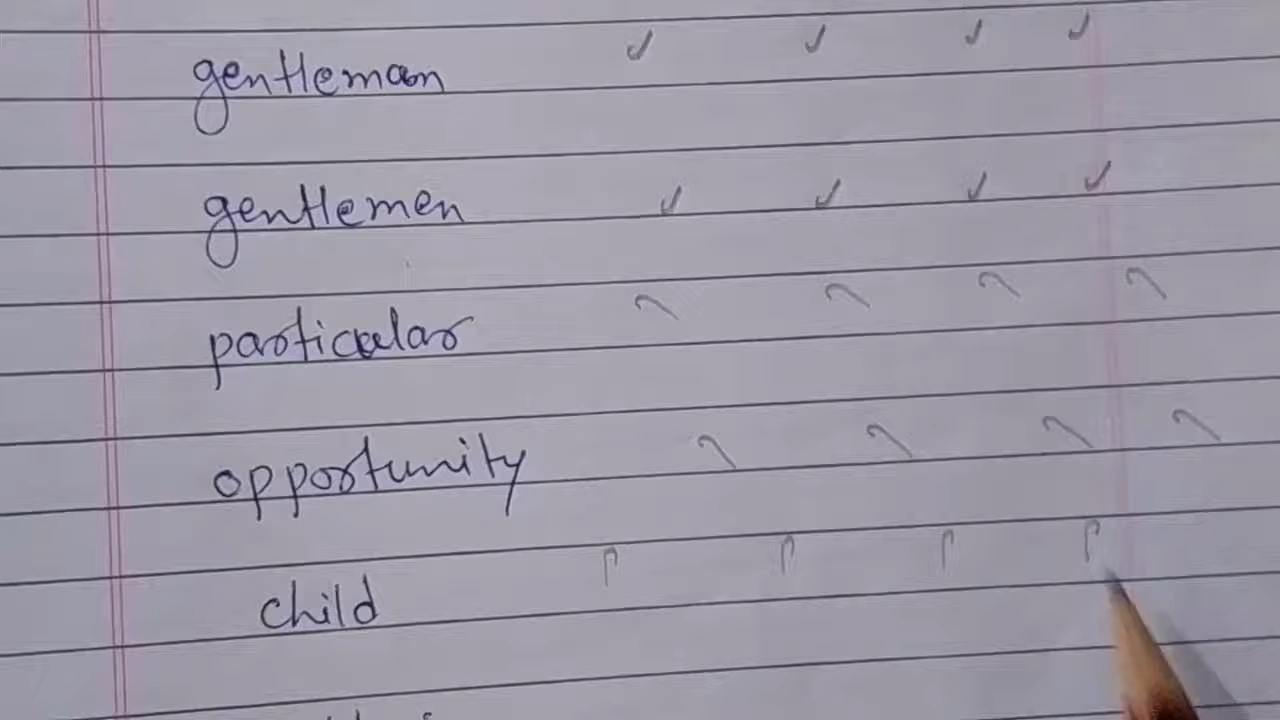 gentleman
gentlemen
particular
opportunity
child